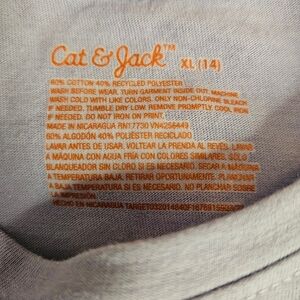 Cat & Jack™ XL (14)
60% COTTON 40% RECYCLED POLYESTER
WASH BEFORE WEAR. TURN GARMENT INSIDE OUT. MACHINE
WASH COLD WITH LIKE COLORS. ONLY NON-CHLORINE BLEACH
IF NEEDED. TUMBLE DRY LOW. REMOVE PROMPTLY. COOL IRON
IF NEEDED. DO NOT IRON ON PRINT.
MADE IN NICARAGUA RN17730 VN4256449
60% ALGODÓN 40% POLIÉSTER RECICLADO
LAVAR ANTES DE USAR. VOLTEAR LA PRENDA AL REVÉS. LAVAR
A MÁQUINA CON AGUA FRÍA CON COLORES SIMILARES. SOLO
BLANQUEADOR SIN CLORO SI ES NECESARIO. SECAR A MÁQUINA
A TEMPERATURA BAJA. RETIRAR OPORTUNAMENTE. PLANCHAR
A BAJA TEMPERATURA SI ES NECESARIO. NO PLANCHAR SOBRE
LA IMPRESIÓN.
HECHO EN NICARAGUA